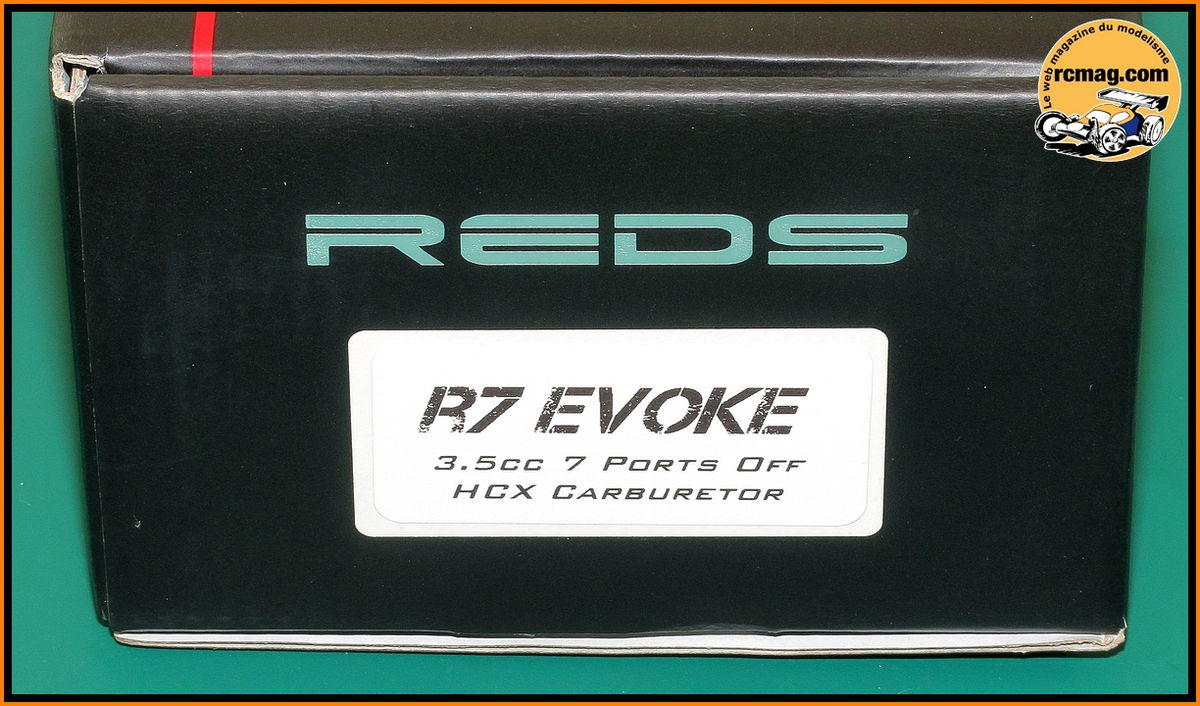 Le web magazine du modelisme
rcmag.com
REDS
R7 EVOKE
3.5cc 7 Ports Off
HCX Carburetor